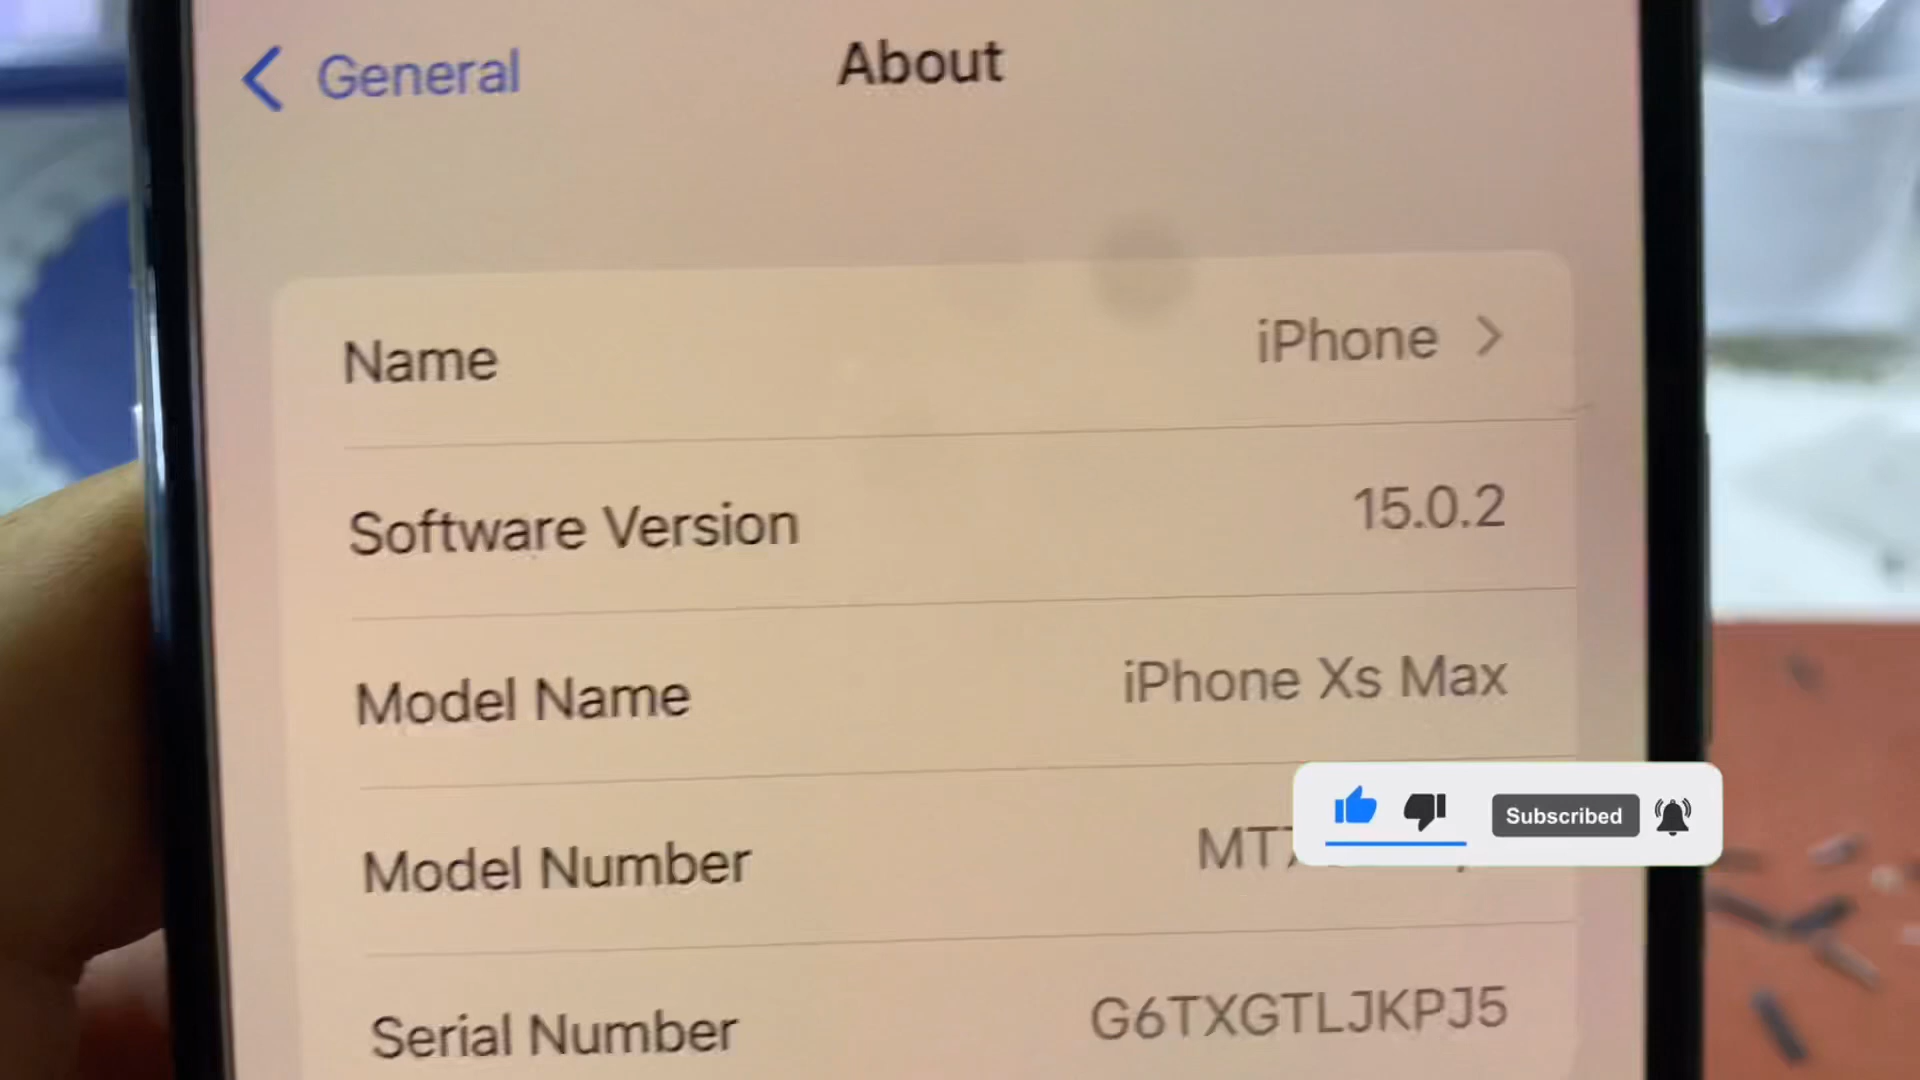 General
About
Name
iPhone
Software Version
15.0.2
Model Name
iPhone Xs Max
Model Number
Subscribed
Serial Number
G6TXGTLJKPJ5